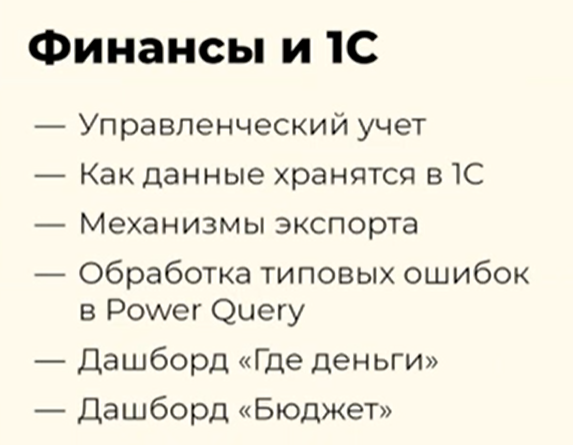 Финансы и 1С
— Управленческий учет
— Как данные хранятся в 1С
— Механизмы экспорта
— Обработка типовых ошибок
в Power Query
— Дашборд «Где деньги»
— Дашборд «Бюджет»